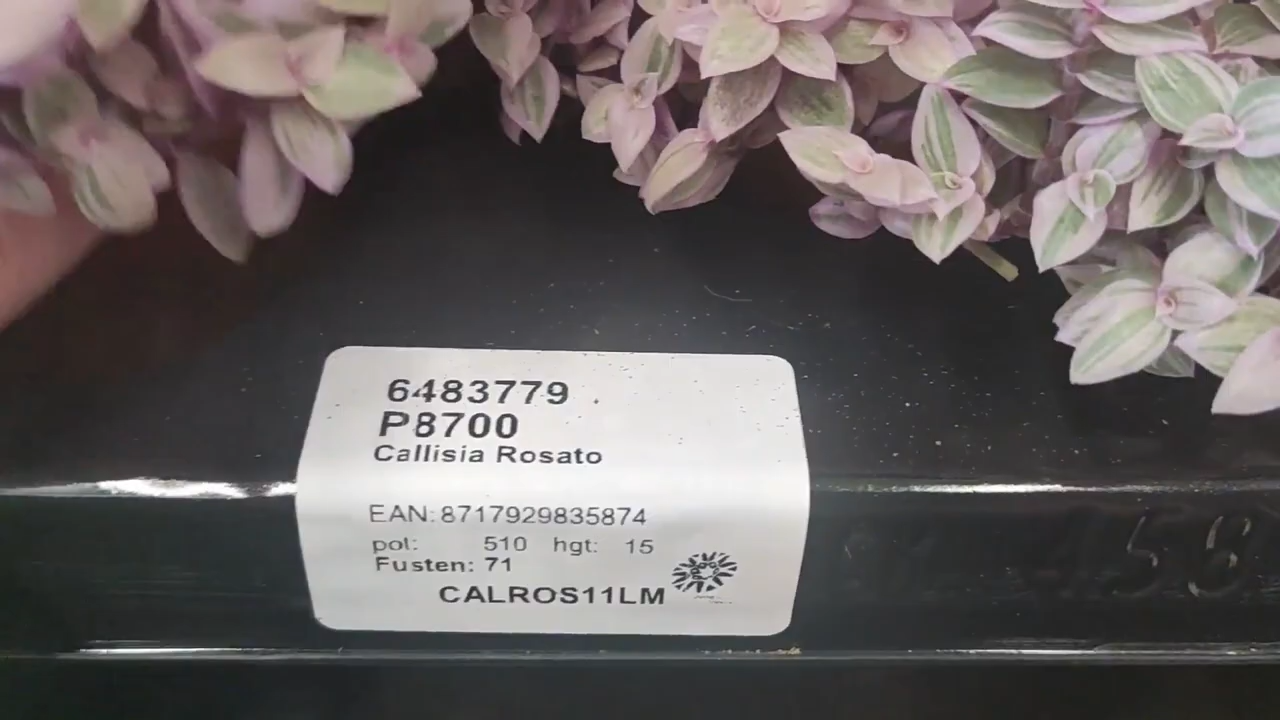 6483779
P8700
Callisia Rosato
EAN:8717929835874
pol: 510 hgt: 15
Fusten: 71
CALROS11LM